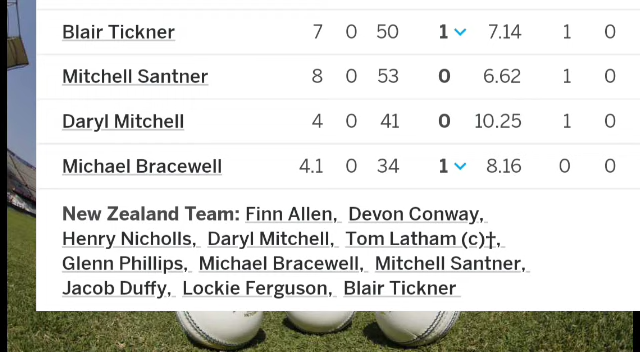 Blair Tickner 7 0 50 1 7.14 1 0
Mitchell Santner 8 0 53 0 6.62 1 0
Daryl Mitchell 4 0 41 0 10.25 1 0
Michael Bracewell 4.1 0 34 1 8.16 0 0
New Zealand Team: Finn Allen, Devon Conway,
Henry Nicholls, Daryl Mitchell, Tom Latham (c)†,
Glenn Phillips, Michael Bracewell, Mitchell Santner,
Jacob Duffy, Lockie Ferguson, Blair Tickner